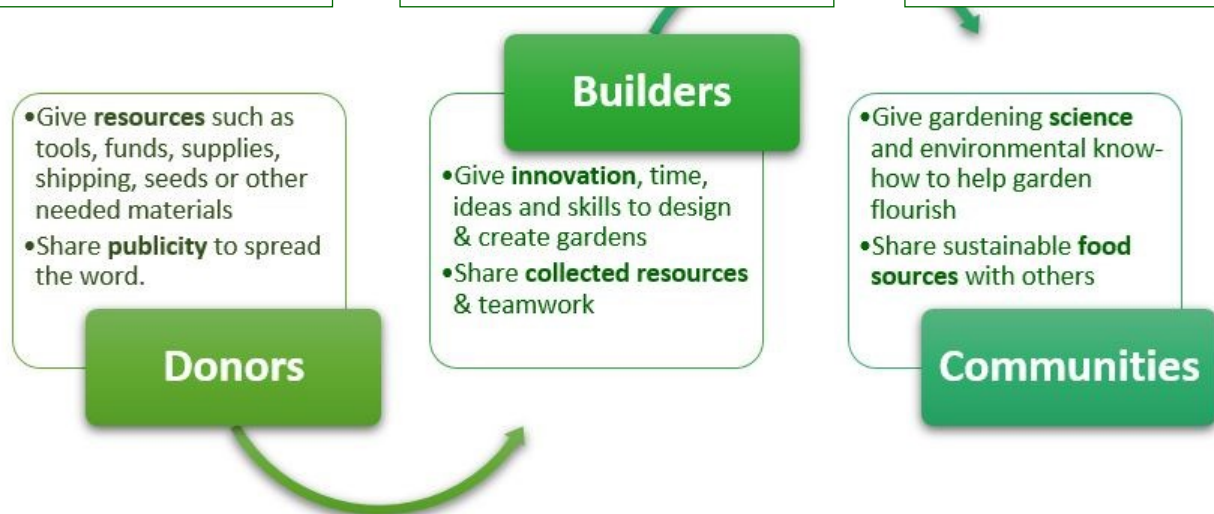 •Give resources such as
tools, funds, supplies,
shipping, seeds or other
needed materials
•Share publicity to spread
the word.
Donors
Builders
•Give innovation, time,
ideas and skills to design
& create gardens
•Share collected resources
& teamwork
•Give gardening science
and environmental know-
how to help garden
flourish
•Share sustainable food
sources with others
Communities